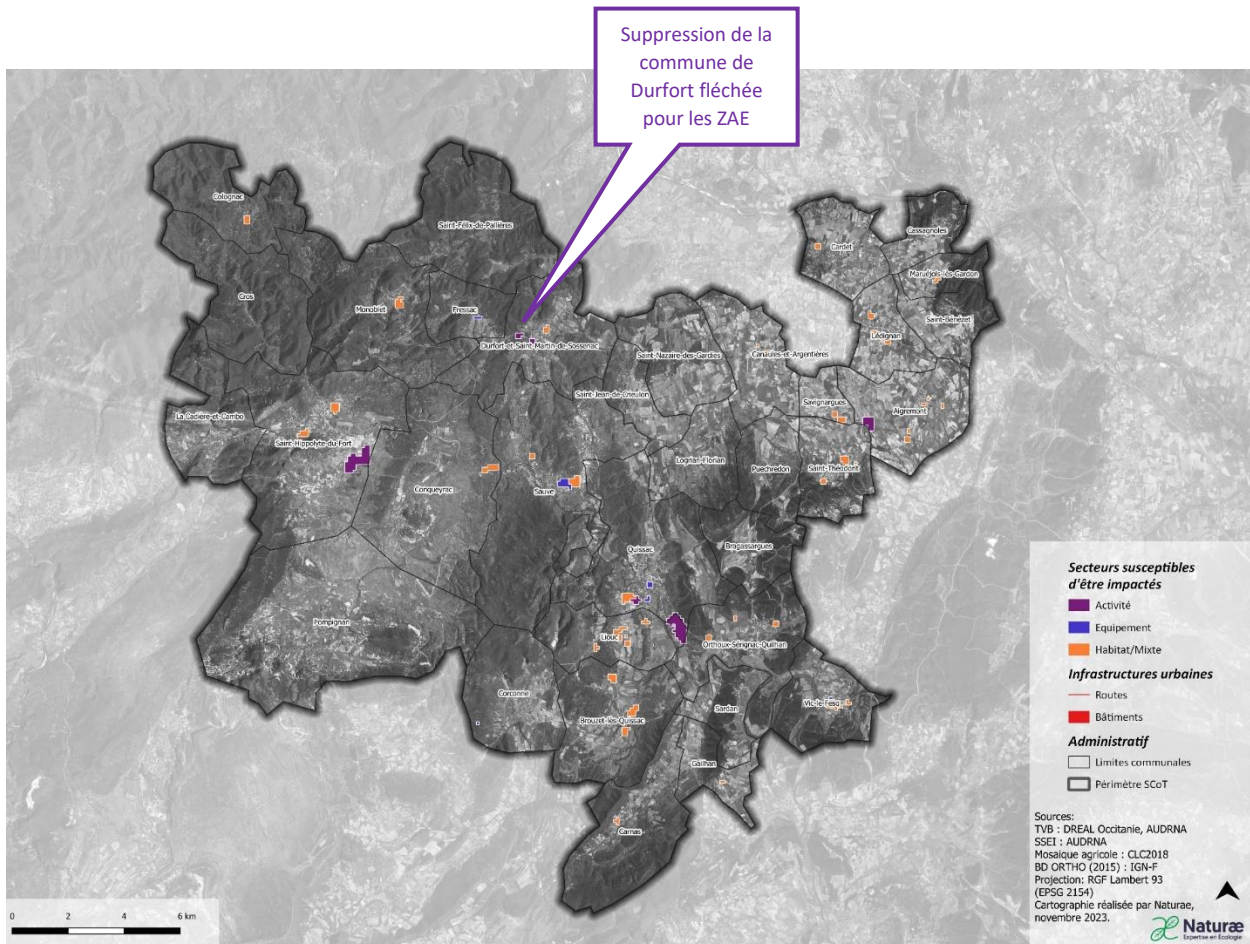 Suppression de la
commune de
Durfort fléchée
pour les ZAE
Colognac
Saint-Félix-de-Pallières
Cardet
Cassagnoles
Maruéjols-lès-Gardon
Cros
Monoblet
Fressac
Saint-Bénézet
Lédignan
Durfort-et-Saint-Martin-de-Sossenac
Saint-Nazaire-des-Gardies
Canaules-et-Argentières
Saint-Jean-de-Crieulon
Savignargues
Aigremont
La Cadière-et-Cambo
Saint-Hippolyte-du-Fort
Logrian-Florian
Puechredon
Saint-Théodorit
Conqueyrac
Sauve
Quissac
Bragassargues
Pompignan
Liouc
Orthoux-Sérignac-Quilhan
Corconne
Brouzet-lès-Quissac
Sardan
Vic-le-Fesq
Gailhan
Carnas
Secteurs susceptibles
d'être impactés
Activité
Equipement
Habitat/Mixte
Infrastructures urbaines
Routes
Bâtiments
Administratif
Limites communales
Périmètre SCoT
Sources:
TVB : DREAL Occitanie, AUDRNA
SSEI : AUDRNA
Mosaique agricole : CLC2018
BD ORTHO (2015) : IGN-F
Projection: RGF Lambert 93
(EPSG 2154)
Cartographie réalisée par Naturae,
novembre 2023.
0 2 4 6 km
Naturæ
Expertise en Écologie